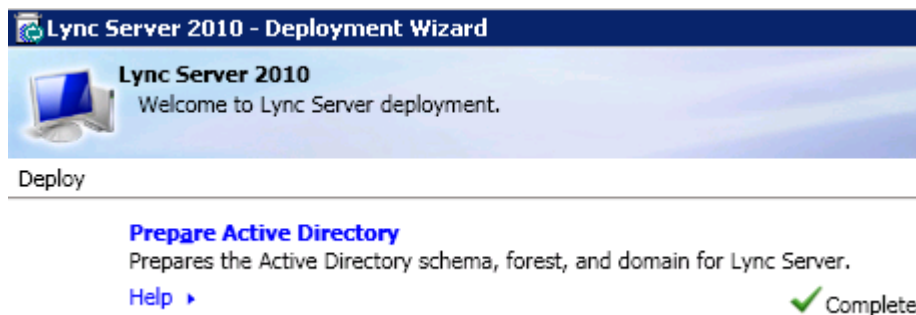 Lync Server 2010 - Deployment Wizard
Lync Server 2010
Welcome to Lync Server deployment.
Deploy
Prepare Active Directory
Prepares the Active Directory schema, forest, and domain for Lync Server.
Help
Complete